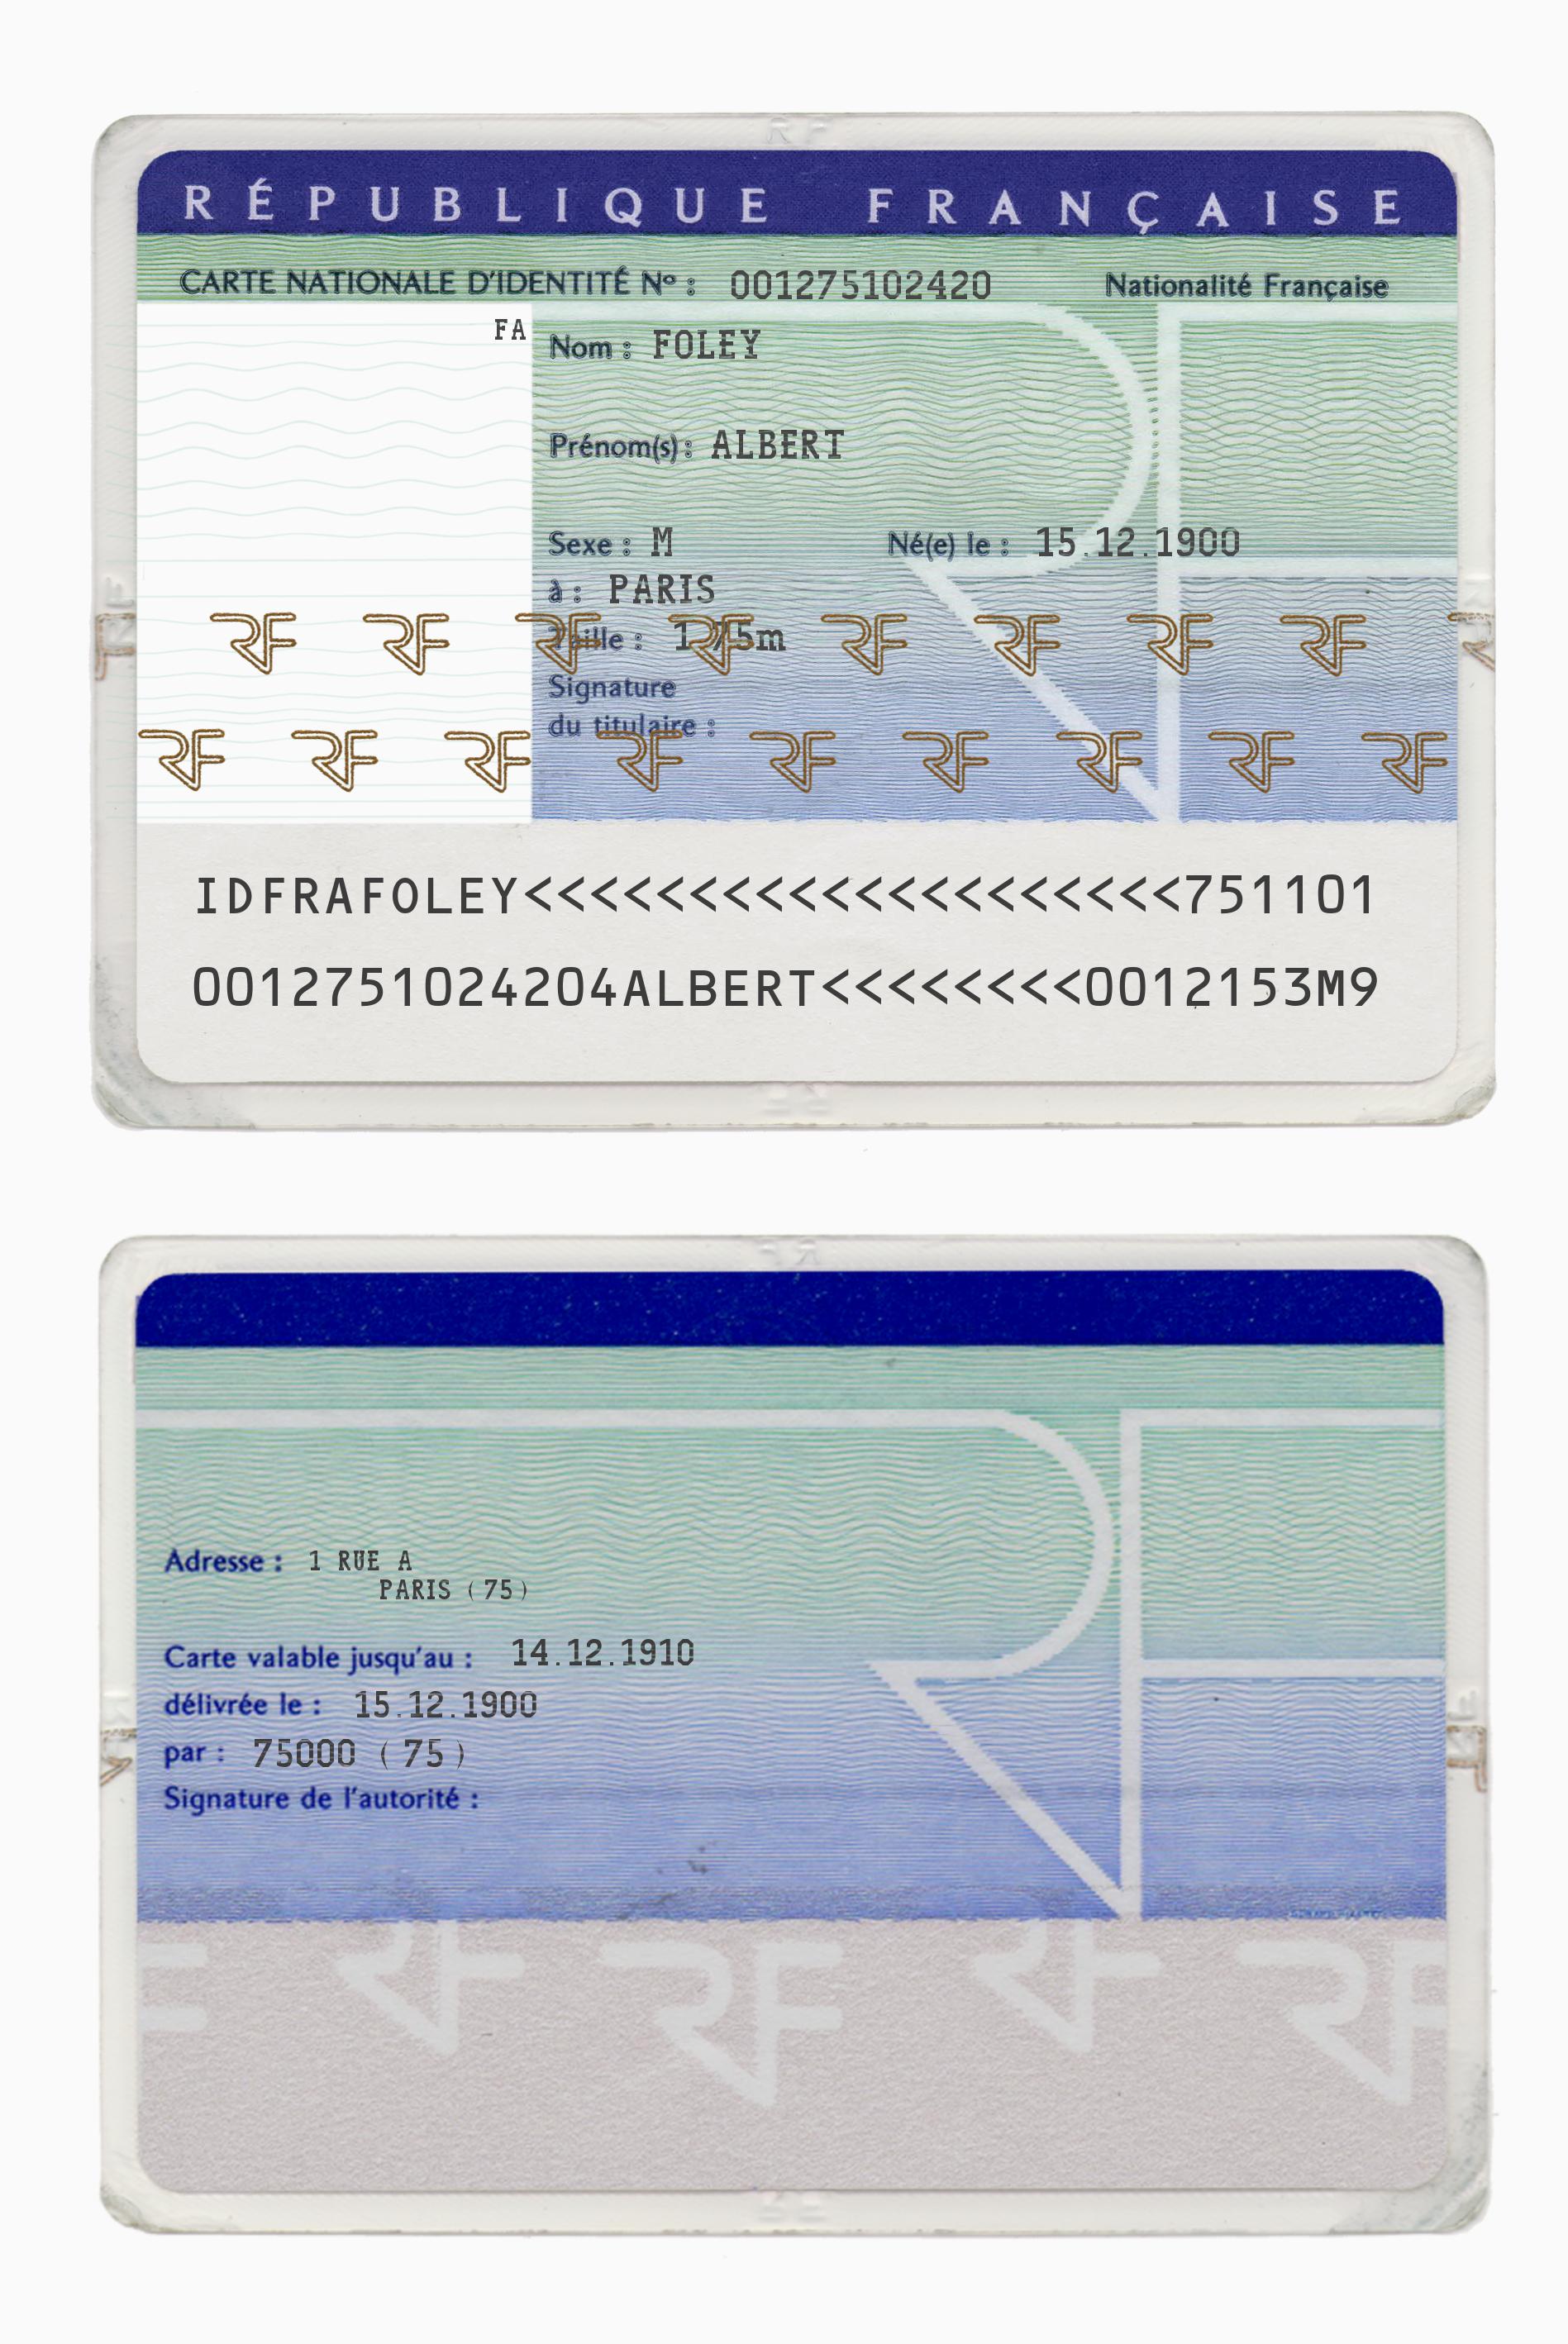 RÉPUBLIQUE FRANÇAISE
CARTE NATIONALE D'IDENTITÉ Nº : 001275102420 Nationalité Française
FA
Nom : FOLEY
Prénom(s) : ALBERT
Sexe : M Né(e) le : 15.12.1900
à : PARIS
Taille :
Signature
du titulaire :
IDFRAFOLEY<<<<<<<<<<<<<<<<<<<<751101
0012751024204ALBERT<<<<<<<<0012153M9
Adresse : 1 RUE A
PARIS (75)
Carte valable jusqu'au : 14.12.1910
délivrée le : 15.12.1900
par : 75000 (75)
Signature de l'autorité :